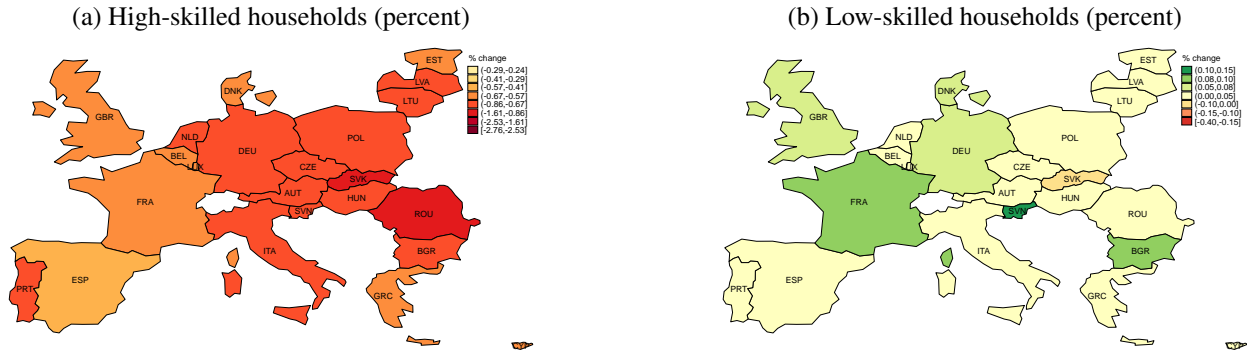 (a) High-skilled households (percent)
% change
(-0.29,-0.24]
(-0.41,-0.29]
(-0.57,-0.41]
(-0.67,-0.57]
(-0.86,-0.67]
(-1.61,-0.86]
(-2.53,-1.61]
(-2.76,-2.53]
EST
LVA
LTU
DNK
GBR
NLD
POL
BEL
DEU
LUX
CZE
SVK
AUT
HUN
FRA
SVN
ROU
ITA
BGR
ESP
PRT
GRC
(b) Low-skilled households (percent)
% change
(0.10,0.15]
(0.08,0.10]
(0.05,0.08]
(0.00,0.05]
(-0.10,0.00]
(-0.15,-0.10]
[-0.40,-0.15]
EST
LVA
LTU
DNK
GBR
NLD
POL
BEL
DEU
LUX
CZE
SVK
AUT
HUN
FRA
SVN
ROU
ITA
BGR
ESP
PRT
GRC